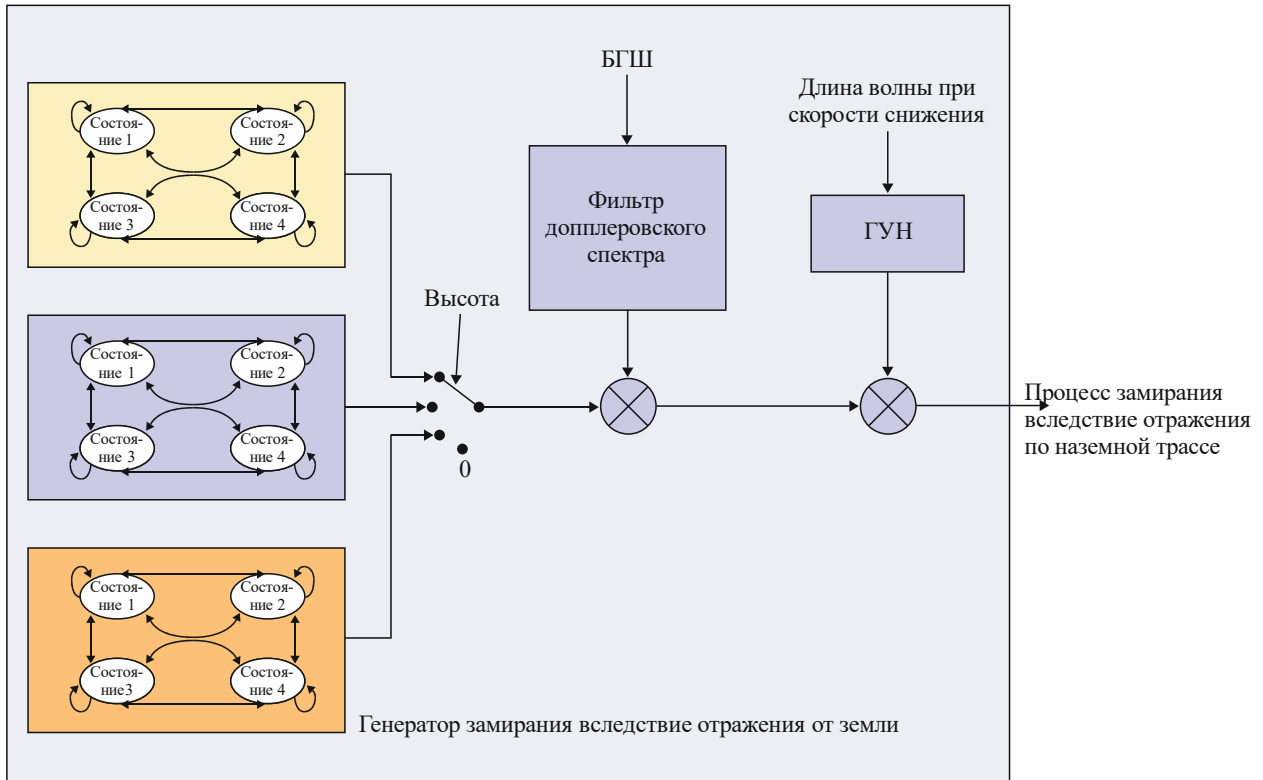 БГШ
Длина волны при
скорости снижения
Состоя-
ние 1
Состоя-
ние 2
Состоя-
ние 3
Состоя-
ние 4
Фильтр
допплеровского
спектра
ГУН
Высота
Состоя-
ние 1
Состоя-
ние 2
Состоя-
ние 3
Состоя-
ние 4
0
Процесс замирания
вследствие отражения
по наземной трассе
Состоя-
ние 1
Состоя-
ние 2
Состоя-
ние3
Состоя-
ние 4
Генератор замирания вследствие отражения от земли